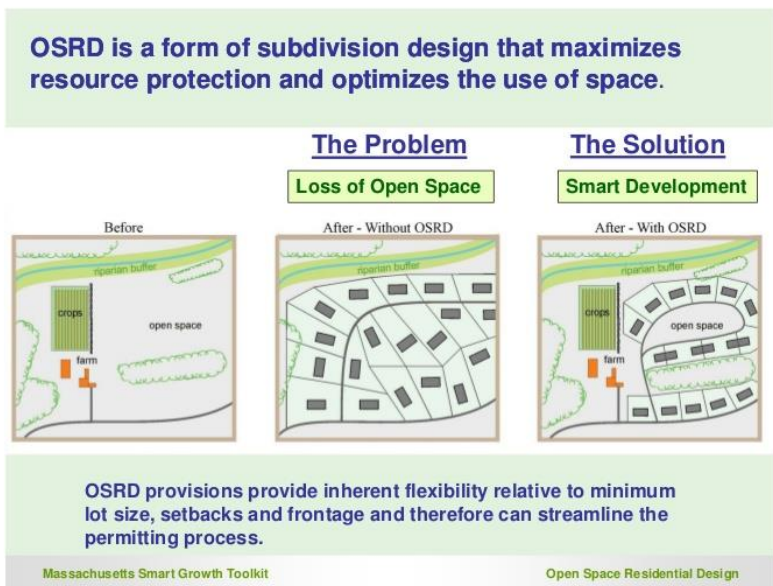 OSRD is a form of subdivision design that maximizes
resource protection and optimizes the use of space.
The Problem
The Solution
Loss of Open Space
Smart Development
Before
After - Without OSRD
After - With OSRD
riparian buffer
crops
open space
farm
riparian buffer
riparian buffer
crops
open space
farm
OSRD provisions provide inherent flexibility relative to minimum
lot size, setbacks and frontage and therefore can streamline the
permitting process.
Massachusetts Smart Growth Toolkit
Open Space Residential Design